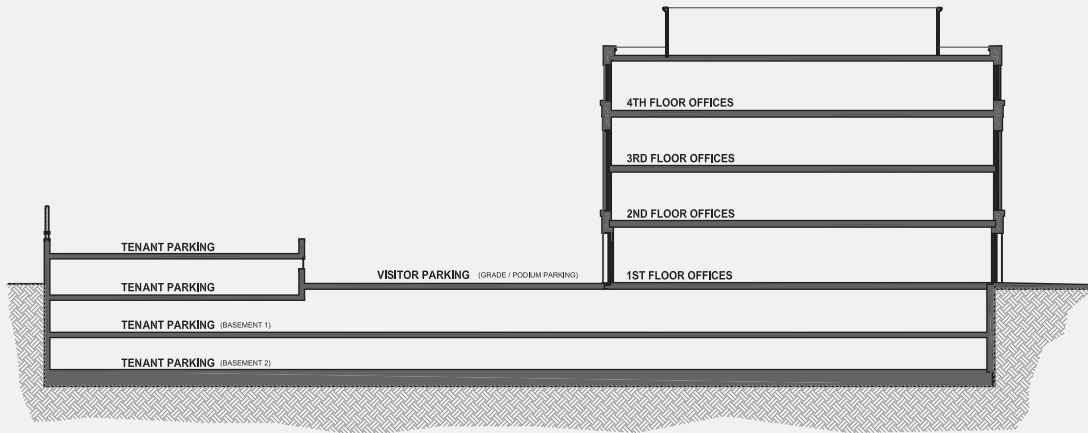 4TH FLOOR OFFICES
3RD FLOOR OFFICES
2ND FLOOR OFFICES
TENANT PARKING
VISITOR PARKING (GRADE / PODIUM PARKING)
1ST FLOOR OFFICES
TENANT PARKING
TENANT PARKING (BASEMENT 1)
TENANT PARKING (BASEMENT 2)